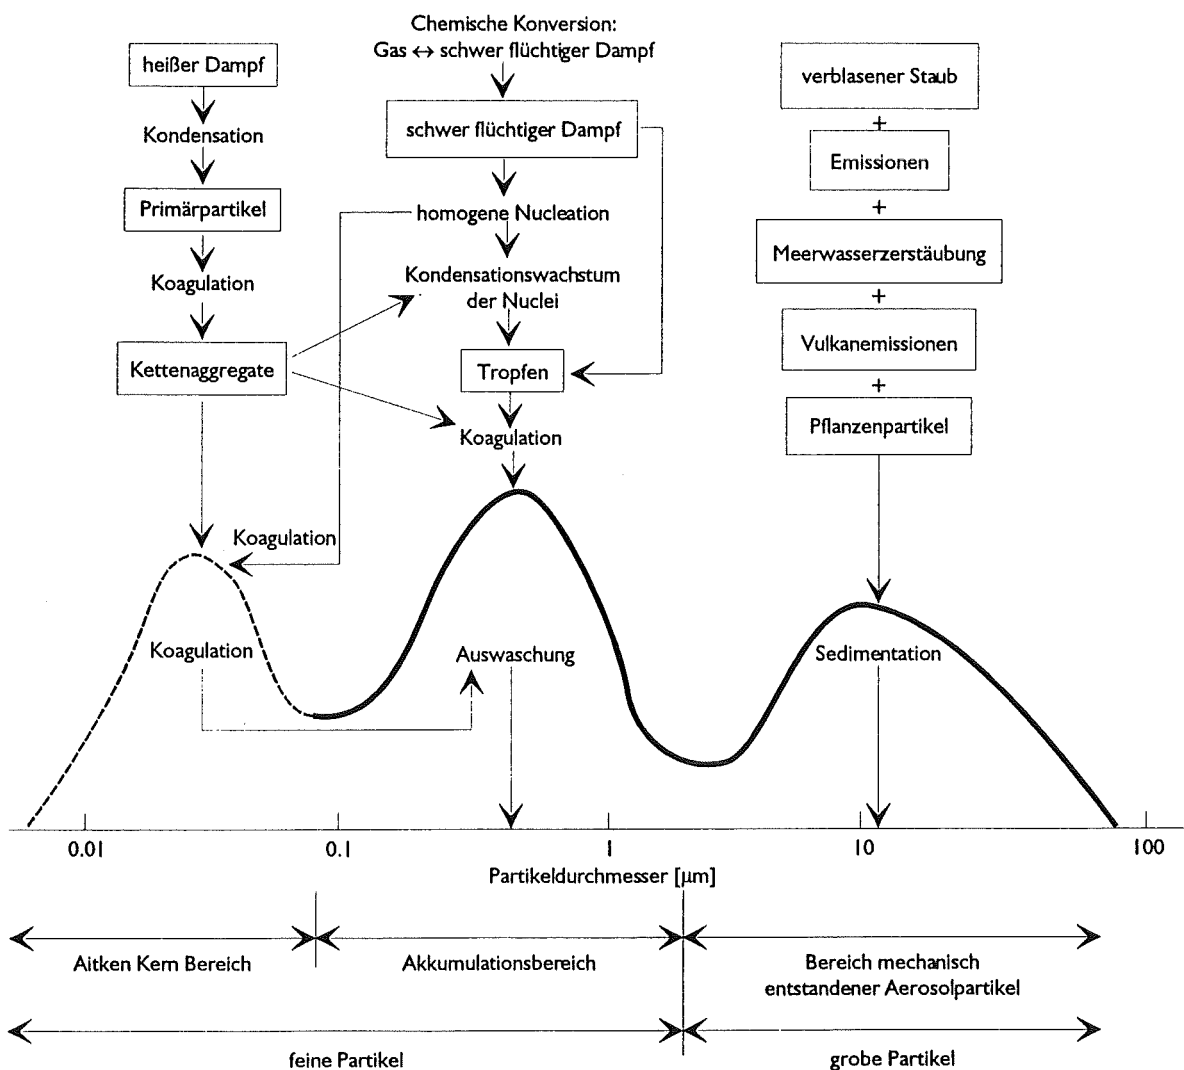 Chemische Konversion:
Gas ↔ schwer flüchtiger Dampf
heißer Dampf
Kondensation
Primärpartikel
Koagulation
Kettenaggregate
schwer flüchtiger Dampf
homogene Nucleation
Kondensationswachstum
der Nuclei
Tropfen
Koagulation
verblasener Staub
+
Emissionen
+
Meerwasserzerstäubung
+
Vulkanemissionen
+
Pflanzenpartikel
Koagulation
Koagulation
Auswaschung
Sedimentation
0.01
0.1
1
10
100
Partikeldurchmesser [µm]
Aitken Kern Bereich
Akkumulationsbereich
Bereich mechanisch
entstandener Aerosolpartikel
feine Partikel
grobe Partikel